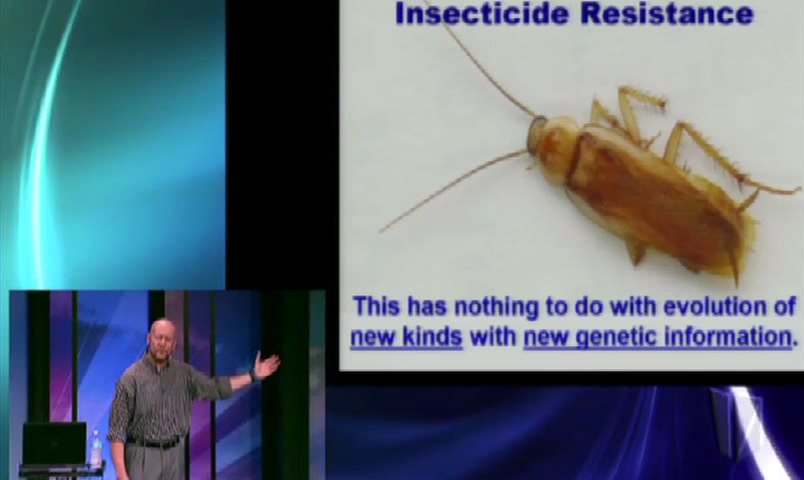 Insecticide Resistance
This has nothing to do with evolution of
new kinds with new genetic information.